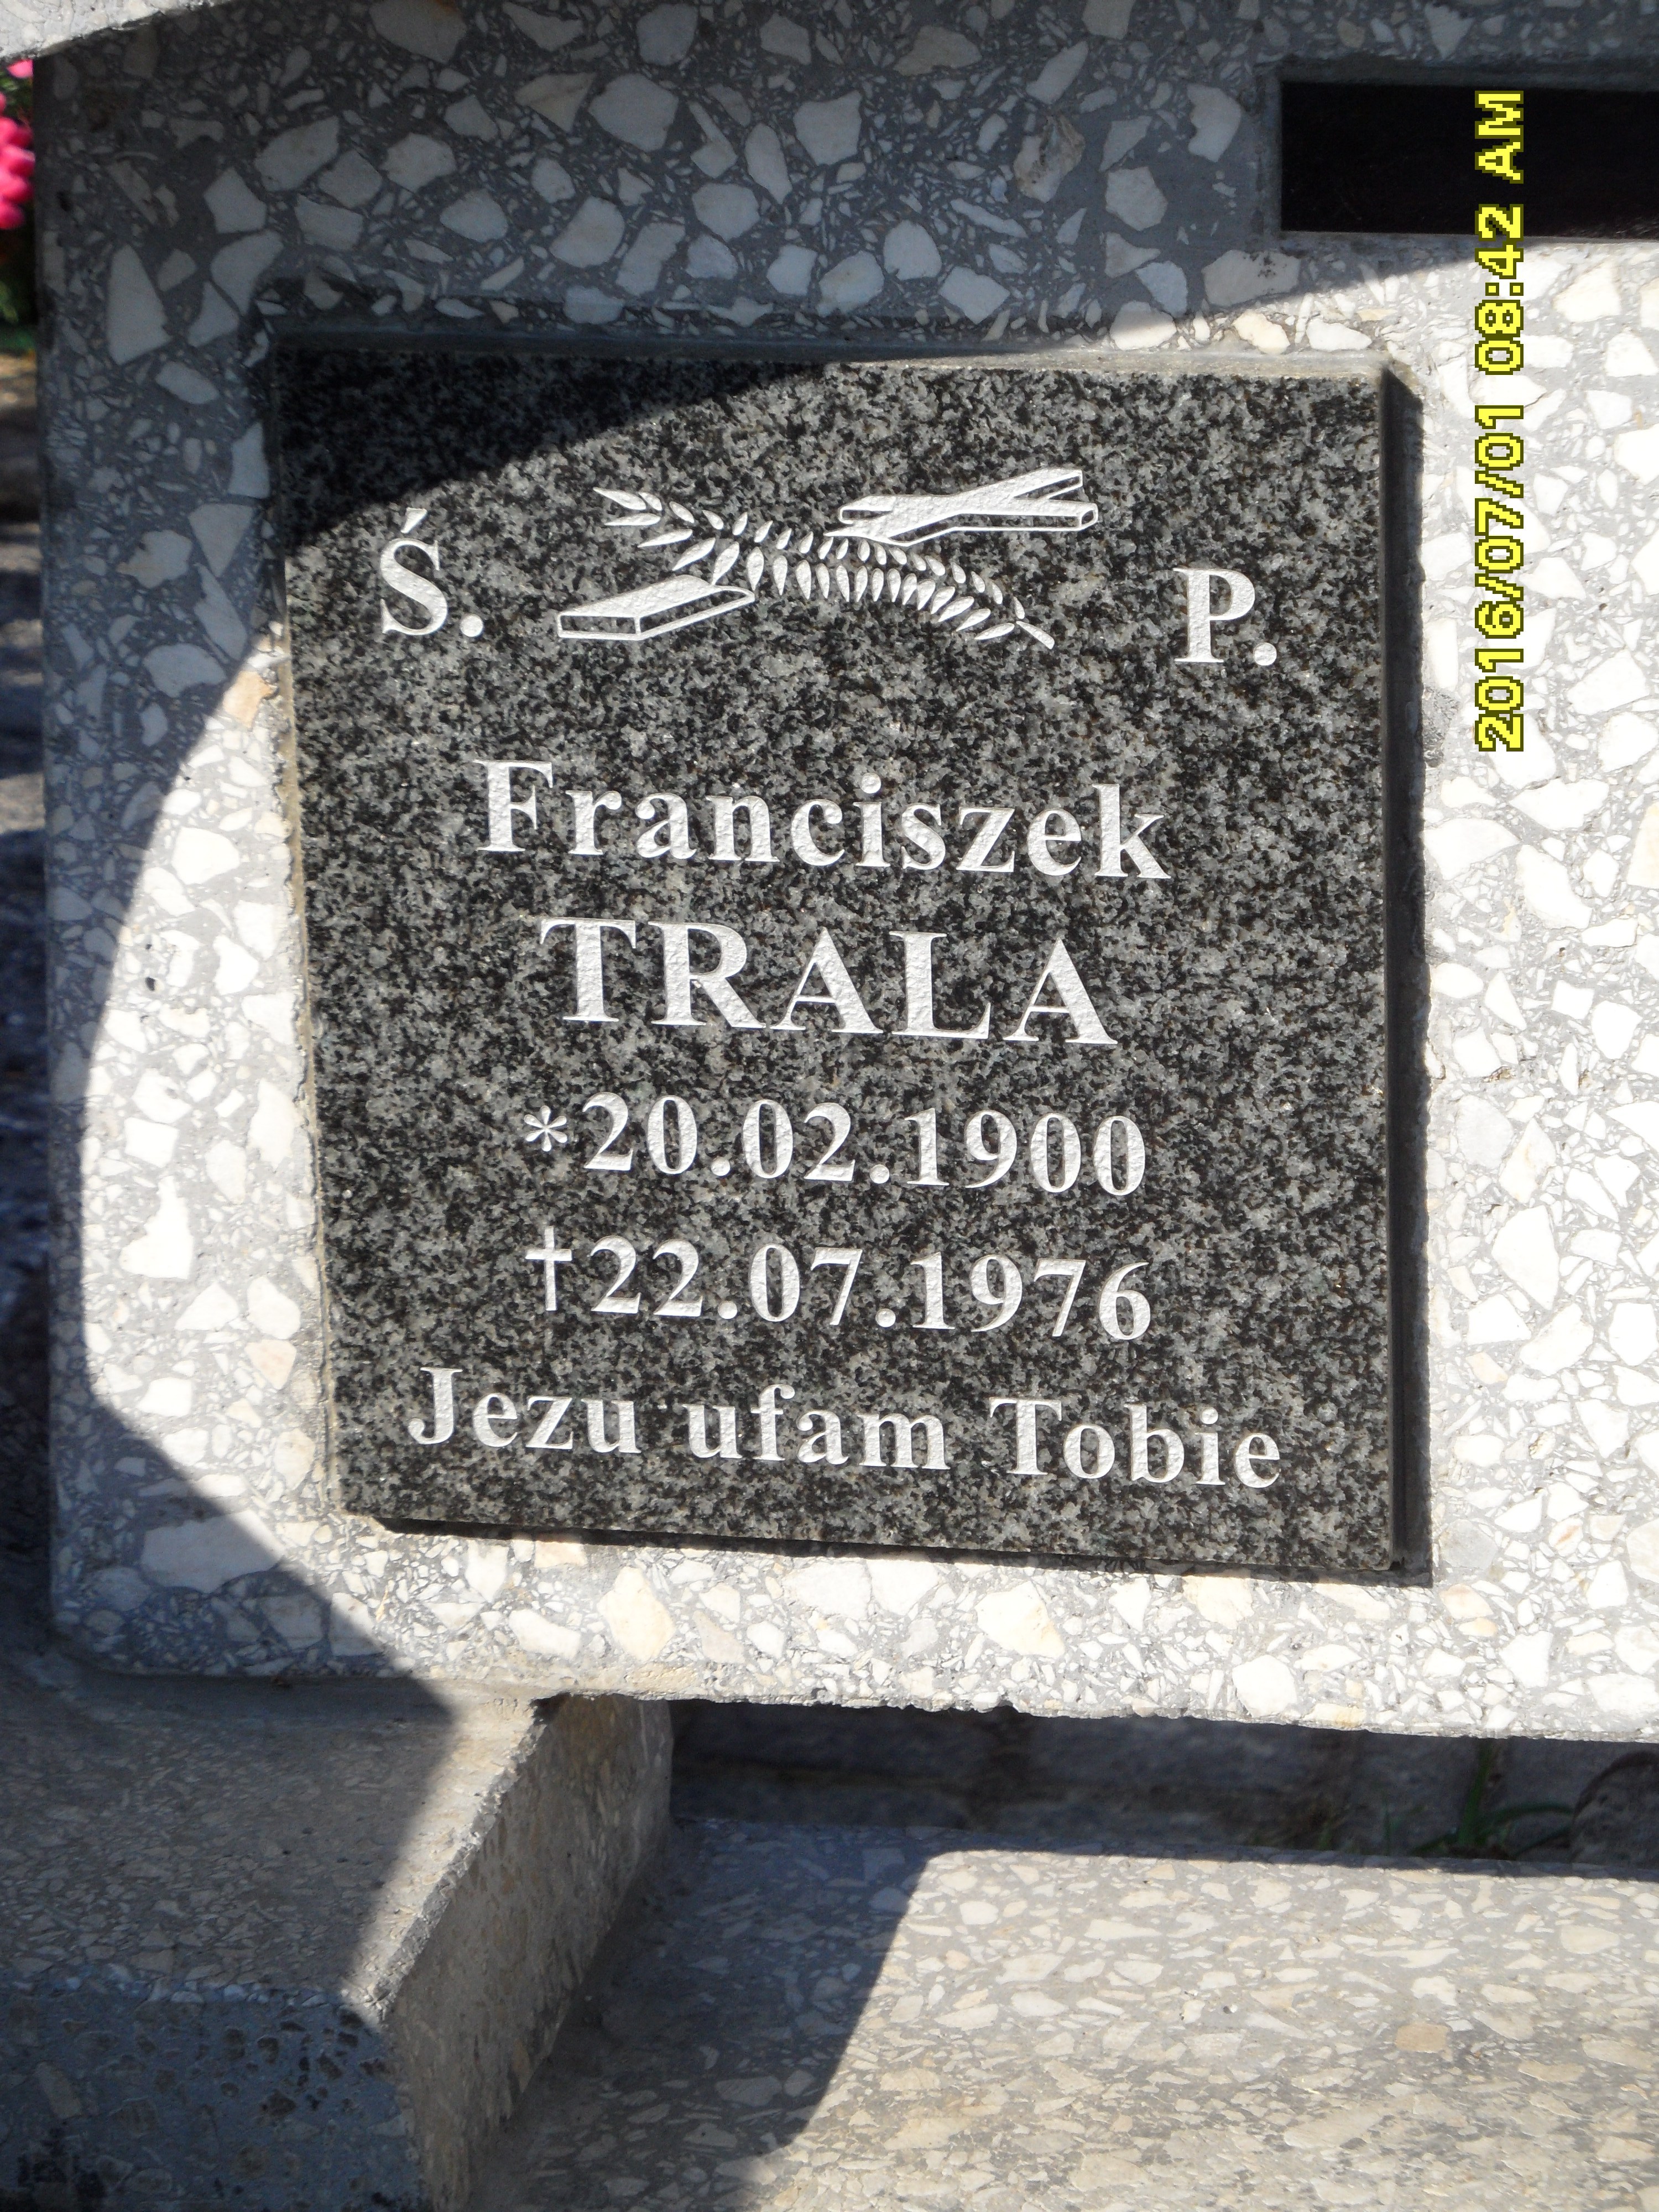 Ś. P.
Franciszek
TRALA
*20.02.1900
†22.07.1976
Jezu ufam Tobie
2016/07/01 08:42 AM